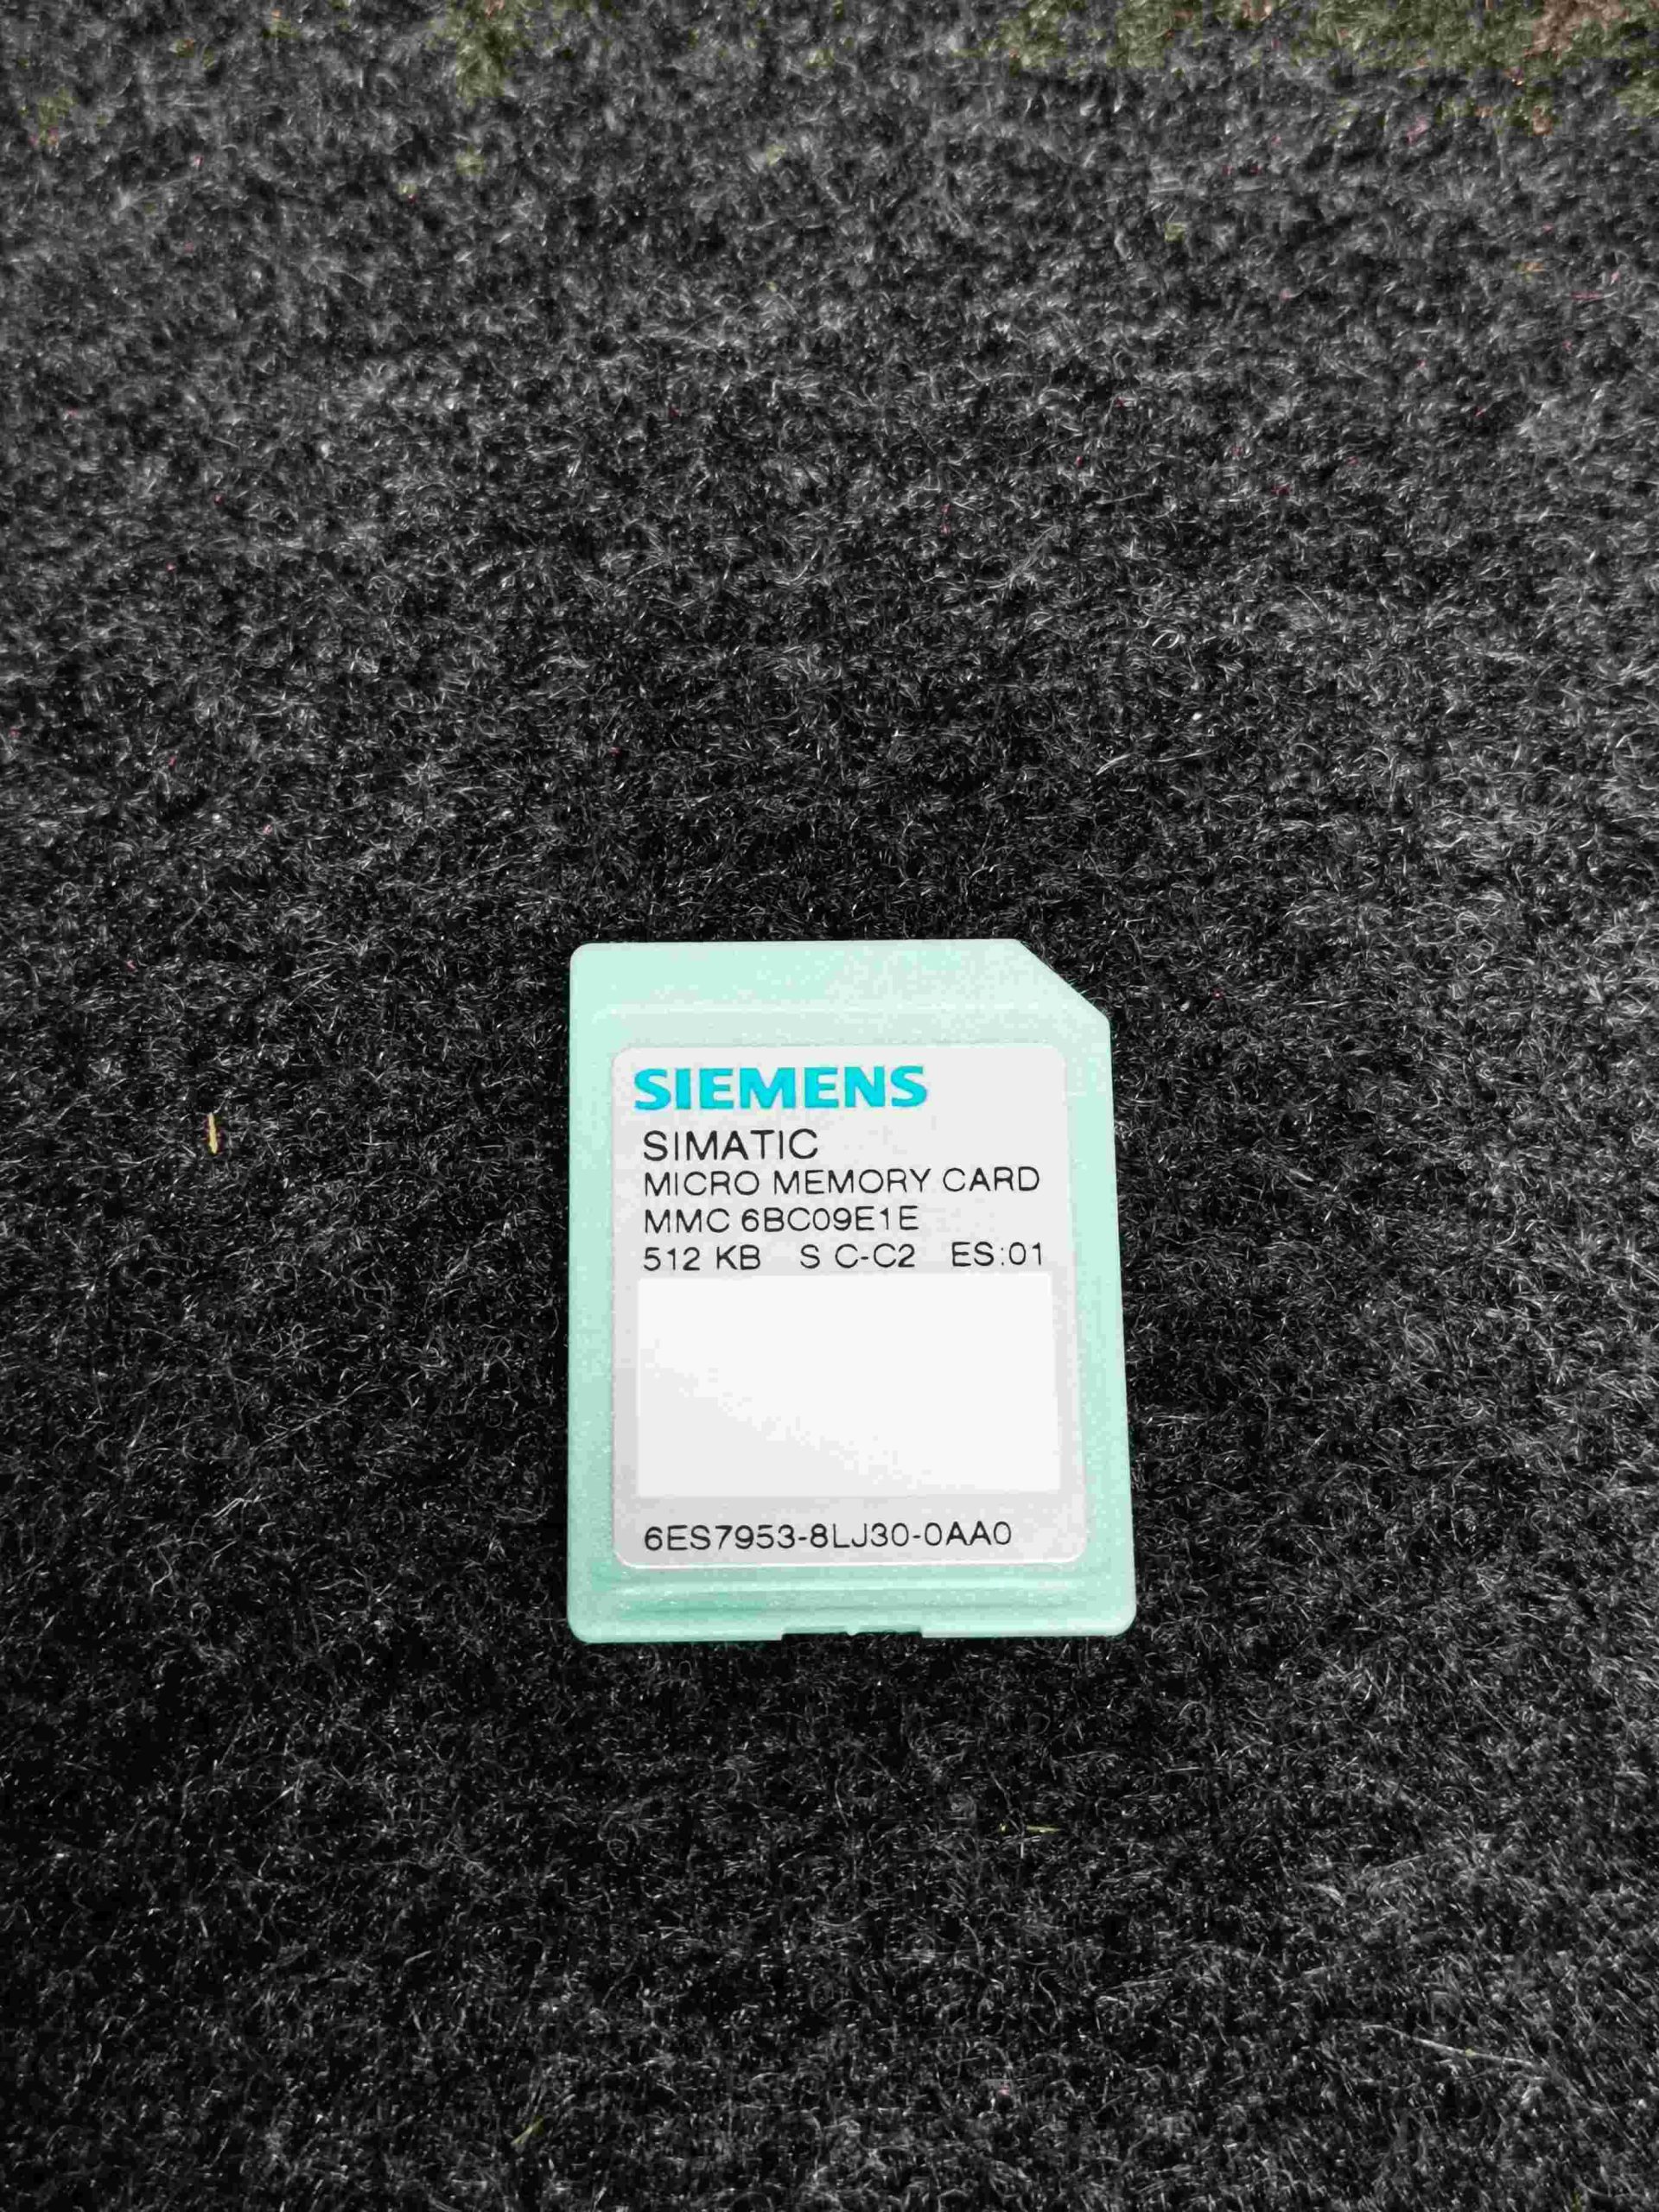 SIEMENS
SIMATIC
MICRO MEMORY CARD
MMC 6BC09E1E
512 KB S C-C2 ES:01
6ES7953-8LJ30-0AA0